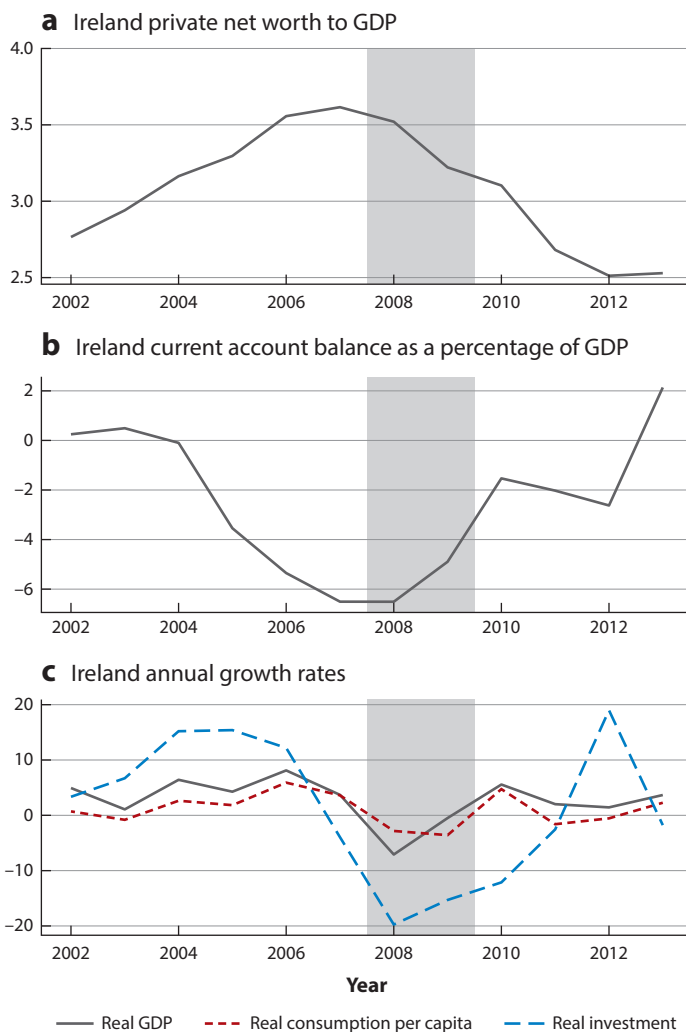 a Ireland private net worth to GDP
4.0
3.5
3.0
2.5
2002 2004 2006 2008 2010 2012
b Ireland current account balance as a percentage of GDP
2
0
−2
−4
−6
2002 2004 2006 2008 2010 2012
c Ireland annual growth rates
20
10
0
−10
−20
2002 2004 2006 2008 2010 2012
Year
Real GDP Real consumption per capita Real investment